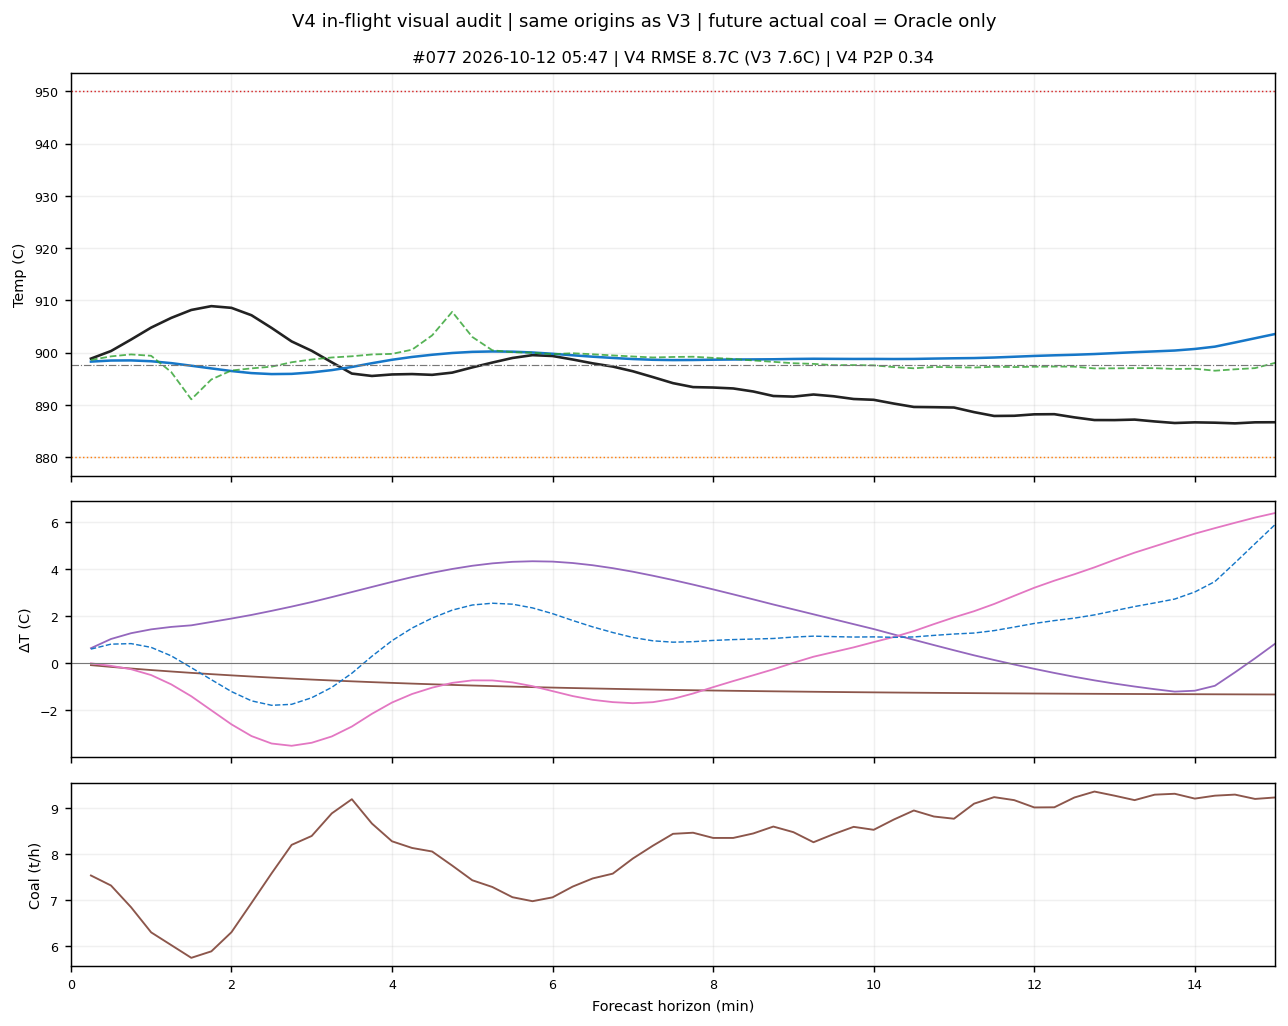 V4 in-flight visual audit | same origins as V3 | future actual coal = Oracle only
#077 2026-10-12 05:47 | V4 RMSE 8.7C (V3 7.6C) | V4 P2P 0.34
950
940
930
920
910
900
890
880
Temp (C)
6
4
2
0
−2
ΔT (C)
9
8
7
6
Coal (t/h)
0 2 4 6 8 10 12 14
Forecast horizon (min)